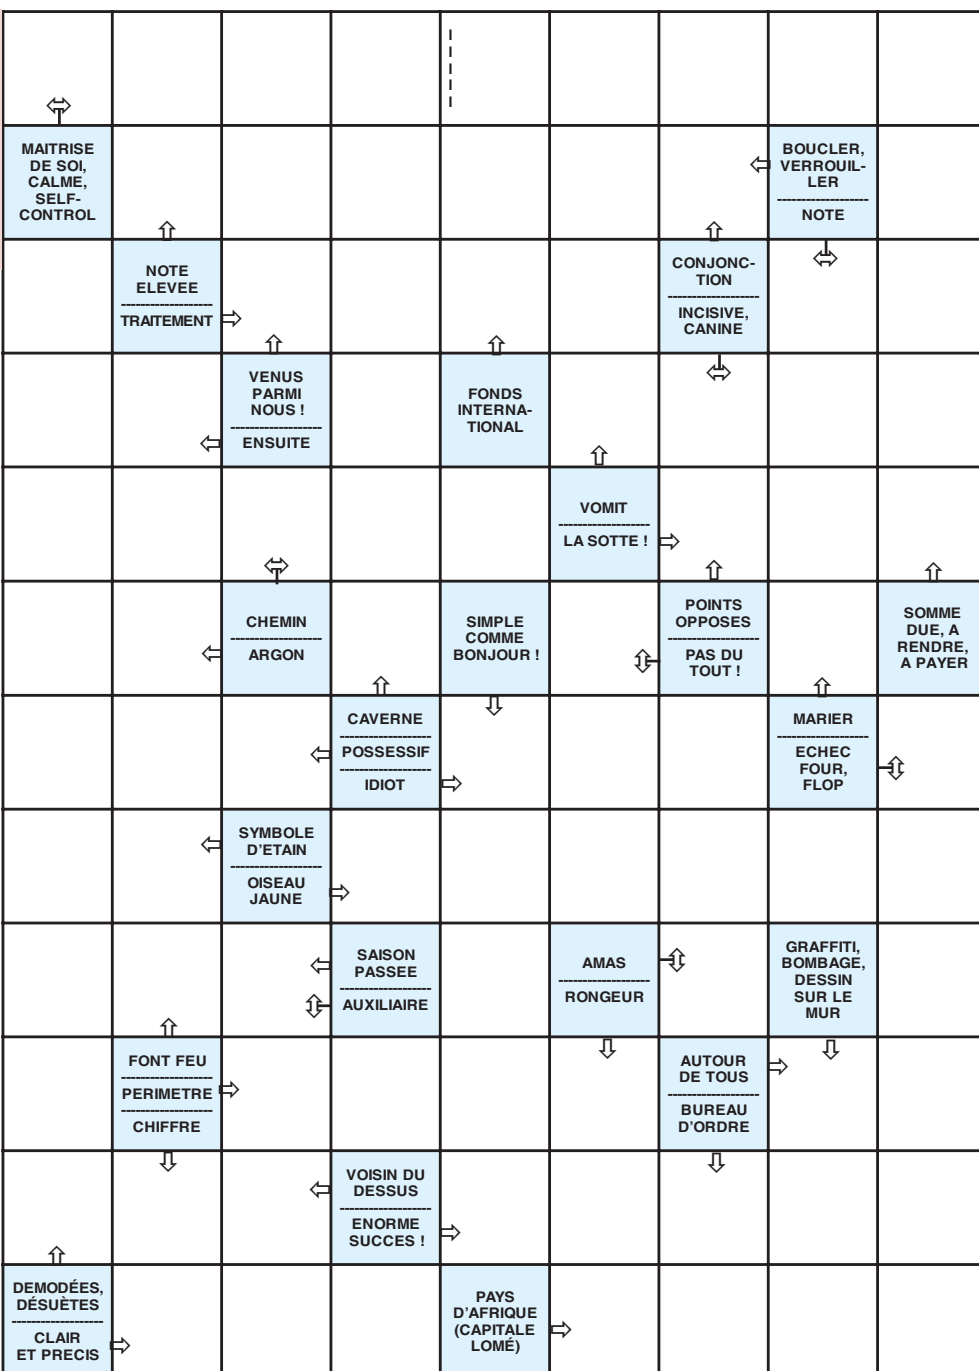 MAITRISE
DE SOI,
CALME,
SELF-
CONTROL
BOUCLER,
VERROUIL-
LER
NOTE
NOTE
ELEVEE
TRAITEMENT
CONJONC-
TION
INCISIVE,
CANINE
VENUS
PARMI
NOUS !
ENSUITE
FONDS
INTERNA-
TIONAL
VOMIT
LA SOTTE !
CHEMIN
ARGON
SIMPLE
COMME
BONJOUR !
POINTS
OPPOSES
PAS DU
TOUT !
SOMME
DUE, A
RENDRE,
A PAYER
CAVERNE
POSSESSIF
IDIOT
MARIER
ECHEC
FOUR,
FLOP
SYMBOLE
D'ETAIN
OISEAU
JAUNE
SAISON
PASSEE
AUXILIAIRE
AMAS
RONGEUR
GRAFFITI,
BOMBAGE,
DESSIN
SUR LE
MUR
FONT FEU
PERIMETRE
CHIFFRE
AUTOUR
DE TOUS
BUREAU
D'ORDRE
VOISIN DU
DESSUS
ENORME
SUCCES !
DEMODÉES,
DÉSUÈTES
CLAIR
ET PRECIS
PAYS
D'AFRIQUE
(CAPITALE
LOMÉ)